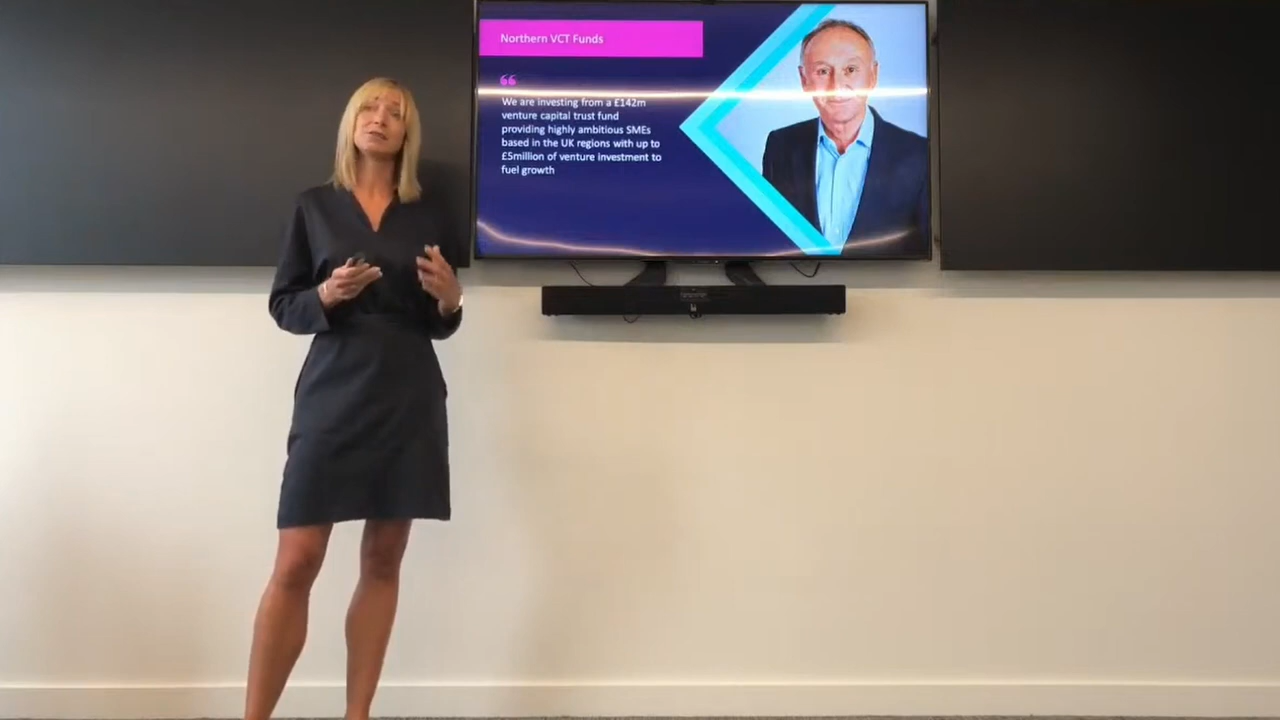 Northern VCT Funds
“
We are investing from a £142m
venture capital trust fund
providing highly ambitious SMEs
based in the UK regions with up to
£5million of venture investment to
fuel growth